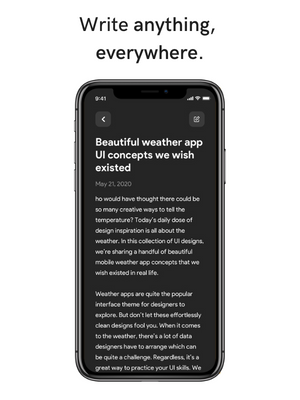 Write anything,
everywhere.
9:41
Beautiful weather app
UI concepts we wish
existed
May 21, 2020
ho would have thought there could be
so many creative ways to tell the
temperature? Today's daily dose of
design inspiration is all about the
weather. In this collection of UI designs,
we're sharing a handful of beautiful
mobile weather app concepts that we
wish existed in real life.
Weather apps are quite the popular
interface theme for designers to
explore. But don't let these effortlessly
clean designs fool you. When it comes
to the weather, there's a lot of data
designers have to arrange which can
be quite a challenge. Regardless, it's a
great way to practice your UI skills. We